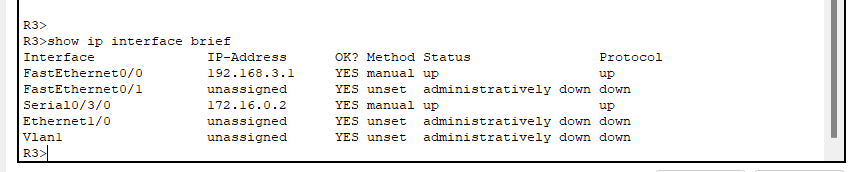 R3>
R3>show ip interface brief
Interface IP-Address OK? Method Status Protocol
FastEthernet0/0 192.168.3.1 YES manual up up
FastEthernet0/1 unassigned YES unset administratively down down
Serial0/3/0 172.16.0.2 YES manual up up
Ethernet1/0 unassigned YES unset administratively down down
Vlan1 unassigned YES unset administratively down down
R3>